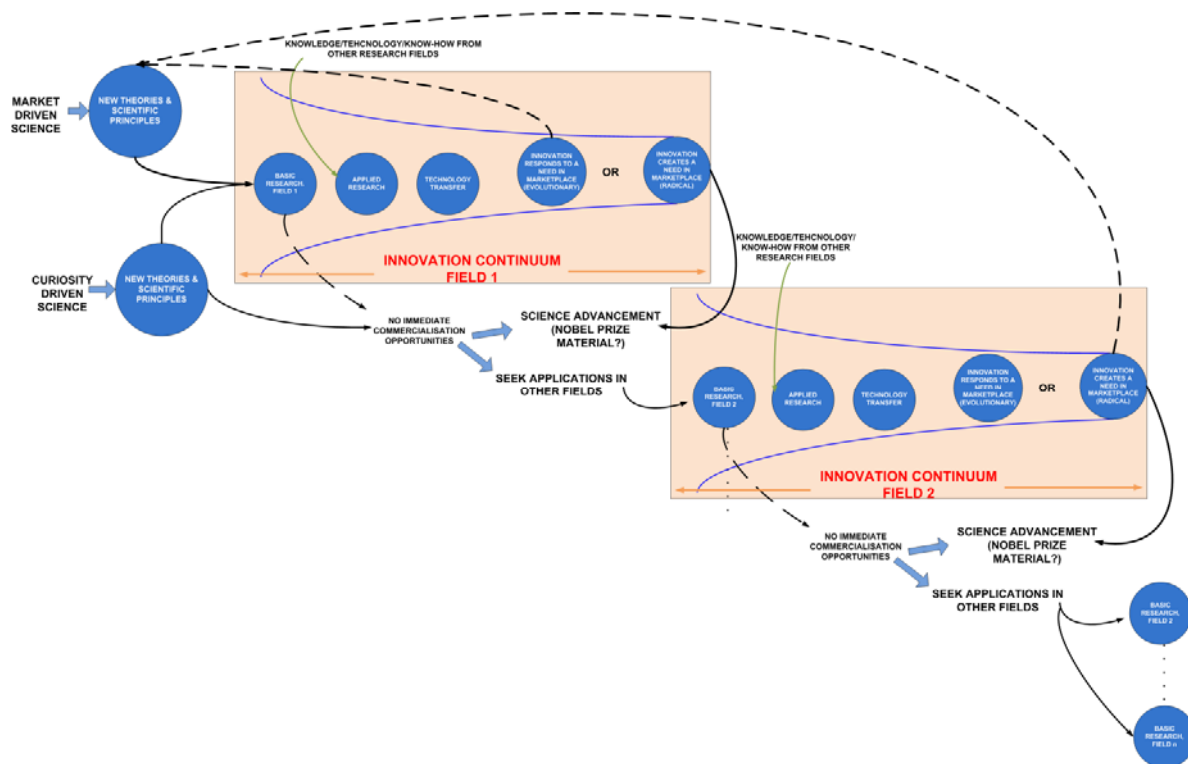 KNOWLEDGE/TEHCNOLOGY/KNOW-HOW FROM
OTHER RESEARCH FIELDS
MARKET
DRIVEN
SCIENCE
NEW THEORIES &
SCIENTIFIC
PRINCIPLES
BASIC
RESEARCH,
FIELD 1
APPLIED
RESEARCH
TECHNOLOGY
TRANSFER
INNOVATION
RESPONDS TO A
NEED IN
MARKETPLACE
(EVOLUTIONARY)
OR
INNOVATION
CREATES A
NEED IN
MARKETPLACE
(RADICAL)
INNOVATION CONTINUUM
FIELD 1
CURIOSITY
DRIVEN
SCIENCE
NEW THEORIES &
SCIENTIFIC
PRINCIPLES
NO IMMEDIATE
COMMERCIALISATION
OPPORTUNITIES
SCIENCE ADVANCEMENT
(NOBEL PRIZE
MATERIAL?)
SEEK APPLICATIONS IN
OTHER FIELDS
KNOWLEDGE/TEHCNOLOGY/
KNOW-HOW FROM OTHER
RESEARCH FIELDS
BASIC
RESEARCH,
FIELD 2
APPLIED
RESEARCH
TECHNOLOGY
TRANSFER
INNOVATION
RESPONDS TO A
NEED IN
MARKETPLACE
(EVOLUTIONARY)
OR
INNOVATION
CREATES A
NEED IN
MARKETPLACE
(RADICAL)
INNOVATION CONTINUUM
FIELD 2
NO IMMEDIATE
COMMERCIALISATION
OPPORTUNITIES
SCIENCE ADVANCEMENT
(NOBEL PRIZE
MATERIAL?)
SEEK APPLICATIONS IN
OTHER FIELDS
BASIC
RESEARCH,
FIELD 2
BASIC
RESEARCH,
FIELD n